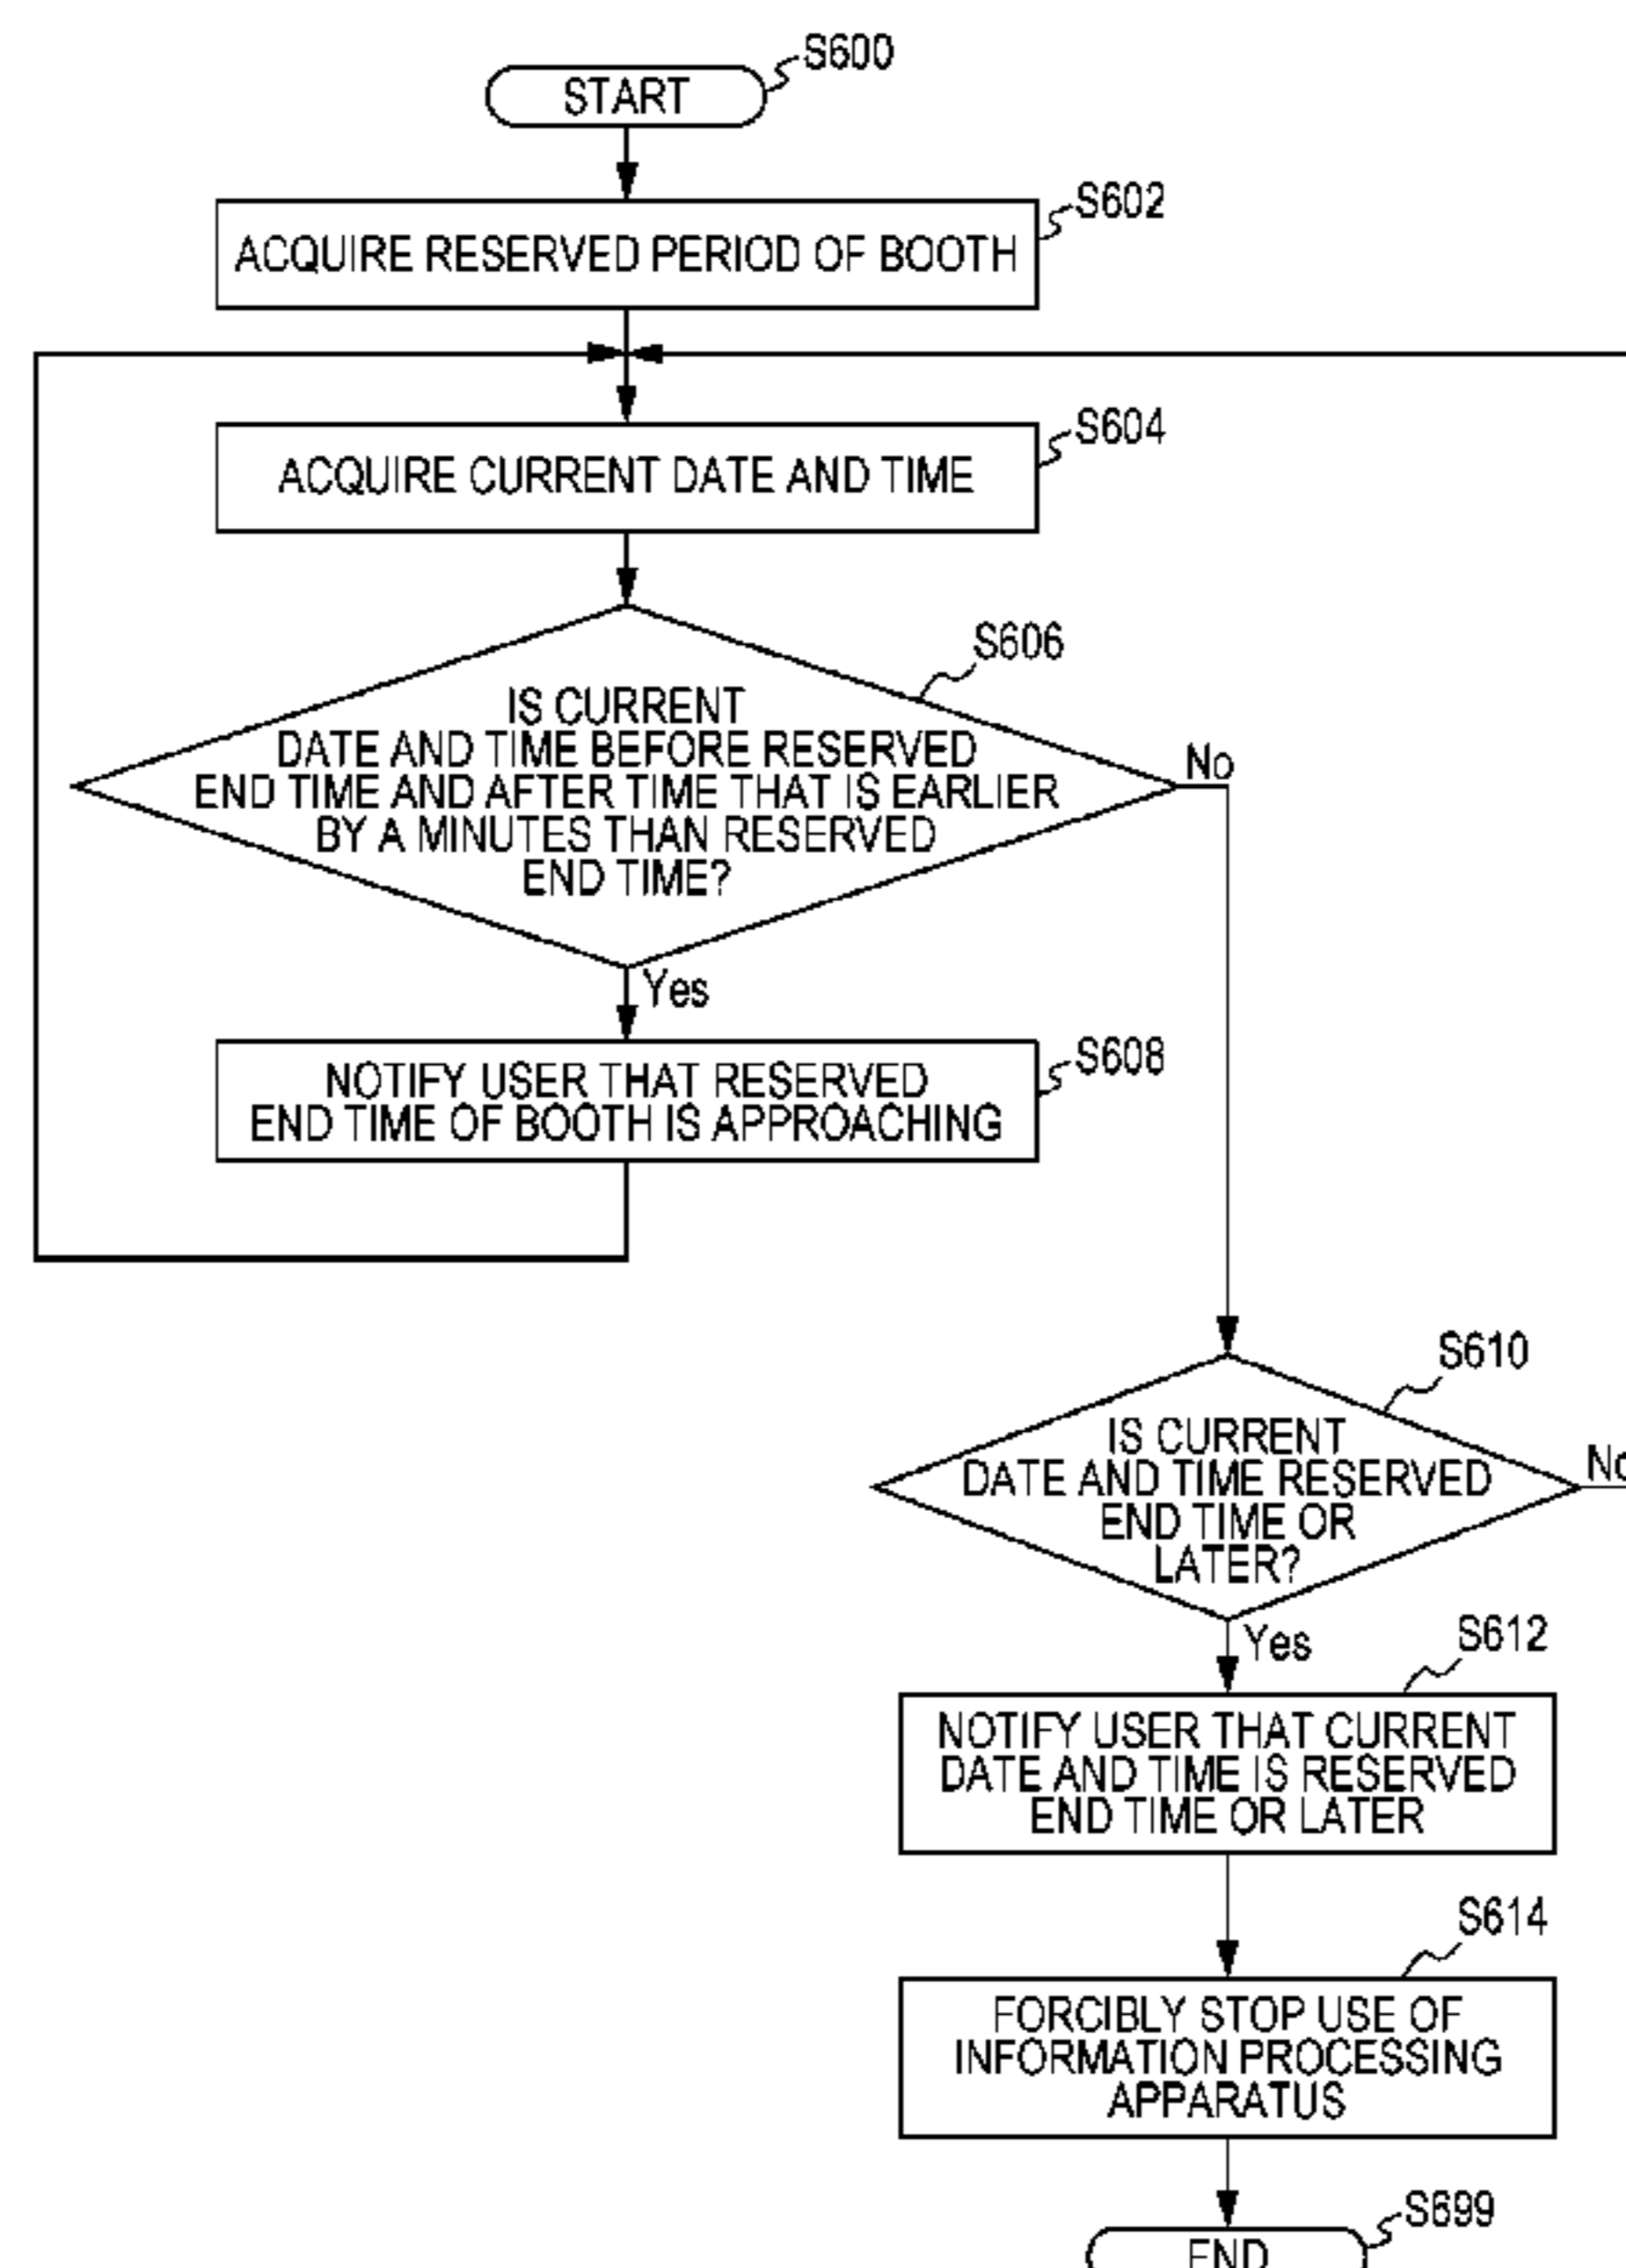 S600
START
S602
ACQUIRE RESERVED PERIOD OF BOOTH
S604
ACQUIRE CURRENT DATE AND TIME
S606
IS CURRENT
DATE AND TIME BEFORE RESERVED
END TIME AND AFTER TIME THAT IS EARLIER
BY A MINUTES THAN RESERVED
END TIME?
No
Yes
S608
NOTIFY USER THAT RESERVED
END TIME OF BOOTH IS APPROACHING
S610
IS CURRENT
DATE AND TIME RESERVED
END TIME OR
LATER?
No
Yes
S612
NOTIFY USER THAT CURRENT
DATE AND TIME IS RESERVED
END TIME OR LATER
S614
FORCIBLY STOP USE OF
INFORMATION PROCESSING
APPARATUS
S699
END